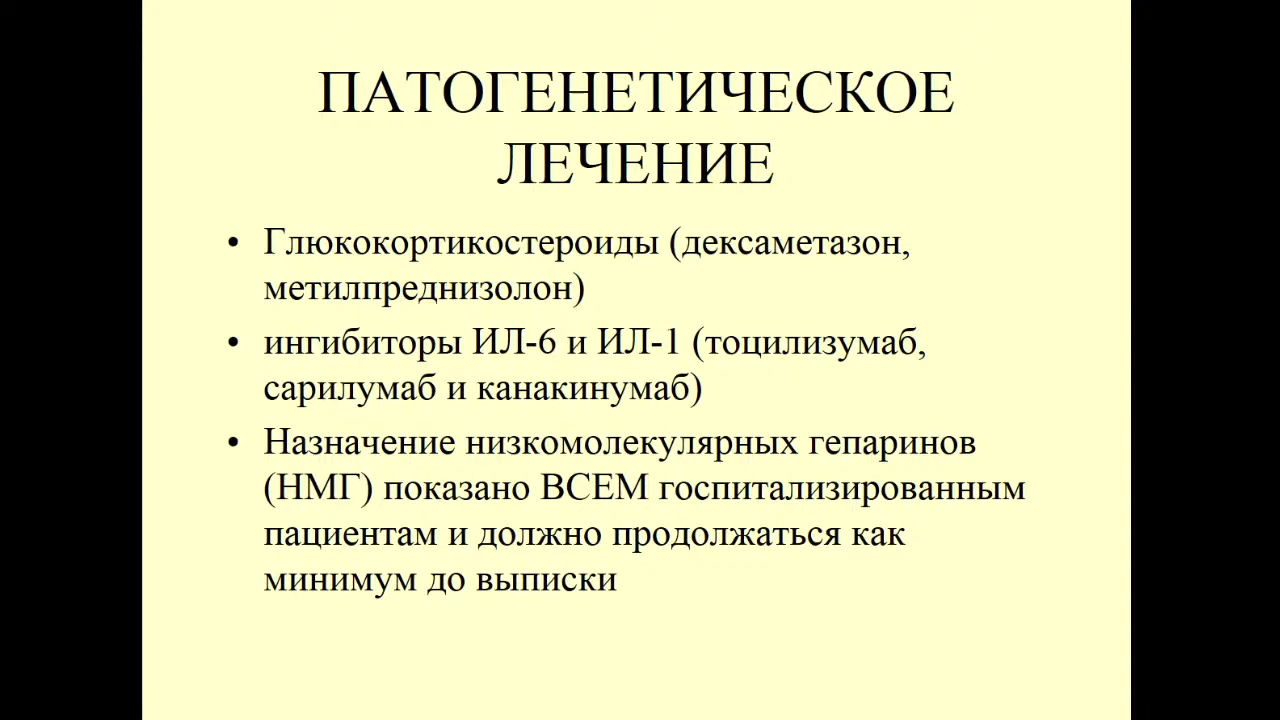 ПАТОГЕНЕТИЧЕСКОЕ
ЛЕЧЕНИЕ
• Глюкокортикостероиды (дексаметазон,
метилпреднизолон)
• ингибиторы ИЛ-6 и ИЛ-1 (тоцилизумаб,
сарилумаб и канакинумаб)
• Назначение низкомолекулярных гепаринов
(НМГ) показано ВСЕМ госпитализированным
пациентам и должно продолжаться как
минимум до выписки